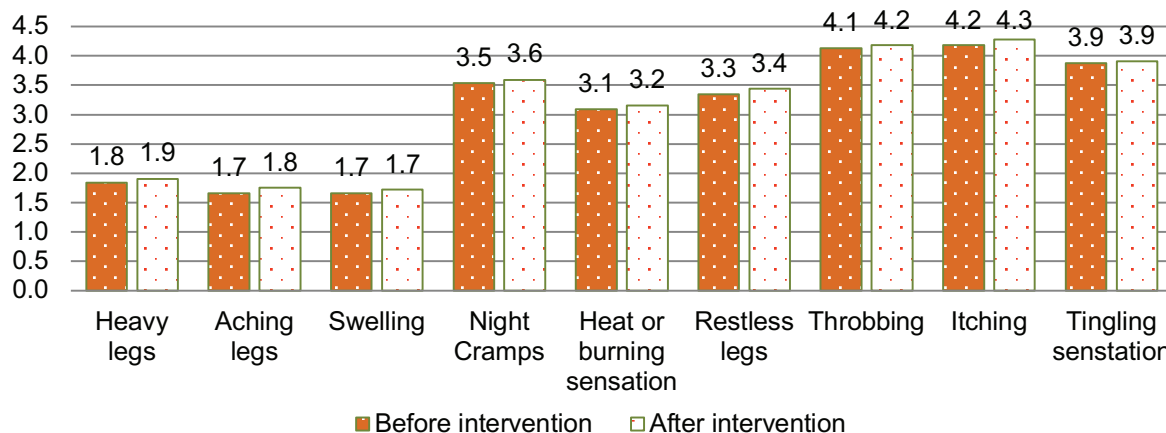 4.5
4.0
3.5
3.0
2.5
2.0
1.5
1.0
0.5
0.0
1.8 1.9
1.7 1.8
1.7 1.7
3.5 3.6
3.1 3.2
3.3 3.4
4.1 4.2
4.2 4.3
3.9 3.9
Heavy
legs
Aching
legs
Swelling
Night
Cramps
Heat or
burning
sensation
Restless
legs
Throbbing
Itching
Tingling
senstation
Before intervention
After intervention